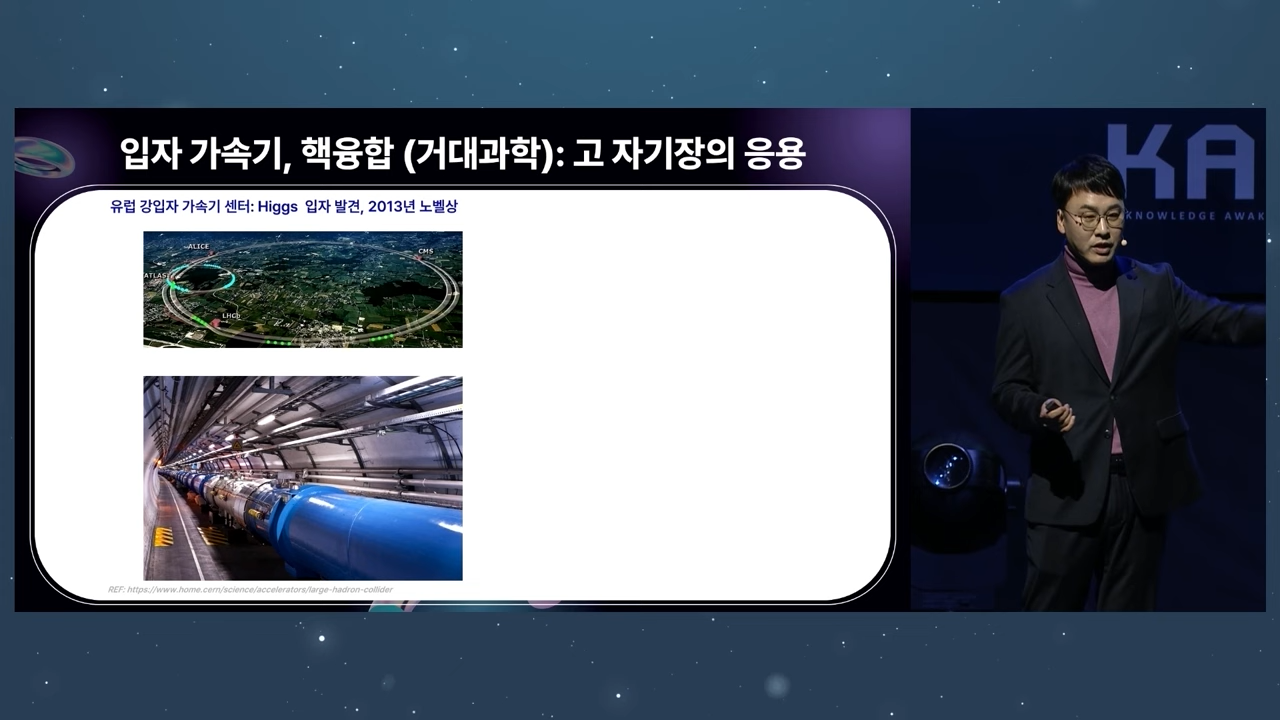 입자 가속기, 핵융합 (거대과학): 고 자기장의 응용
유럽 강입자 가속기 센터: Higgs 입자 발견, 2013년 노벨상
ALICE
CMS
ATLAS
LHCb
REF: https://www.home.cern/science/accelerators/large-hadron-collider
KA
KNOWLEDGE AWAK